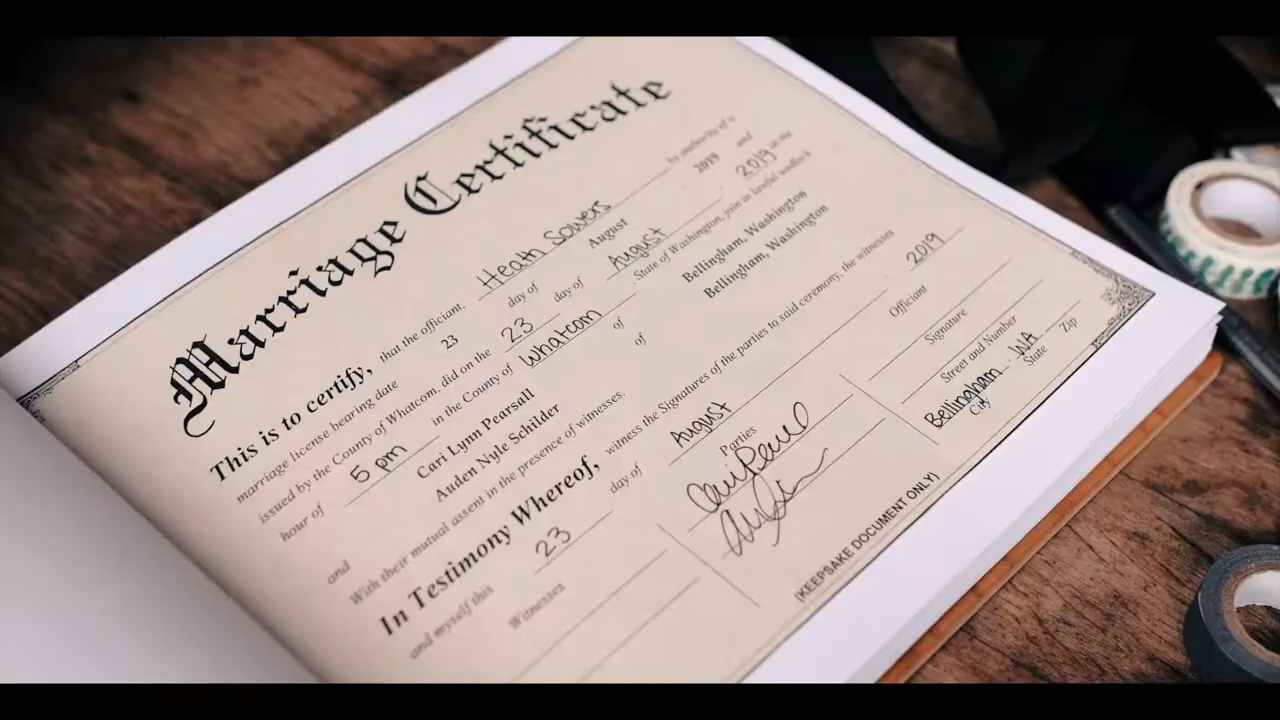 Marriage Certificate
This is to certify, that the officiant, Heath Sowers by authority of a
marriage license bearing date 23 day of August 2019 and
issued by the County of Whatcom, did on the 23 day of August 2019 at the
hour of 5 pm in the County of Whatcom, State of Washington, join in lawful wedlock
Cari Lynn Pearsall of Bellingham, Washington
and Auden Nyle Schilder of Bellingham, Washington
With their mutual assent in the presence of witnesses.
In Testimony Whereof, witness the Signatures of the parties to said ceremony, the witnesses
and myself this 23 day of August 2019
Witnesses
Parties
Officiant
Signature
Street and Number
Bellingham WA
City State Zip
(KEEPSAKE DOCUMENT ONLY)